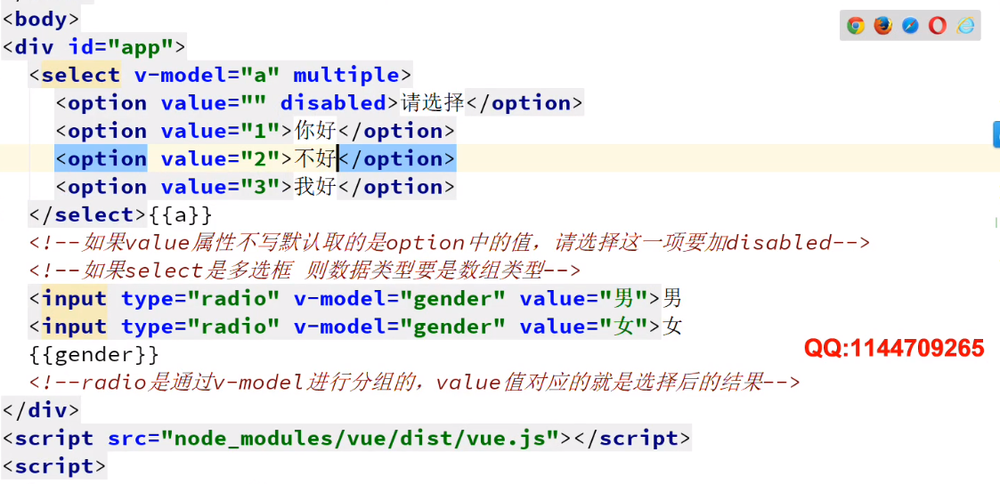 <body>
<div id="app">
<select v-model="a" multiple>
<option value="" disabled>请选择</option>
<option value="1">你好</option>
<option value="2">不好</option>
<option value="3">我好</option>
</select>{{a}}
<!--如果value属性不写默认取的是option中的值，请选择这一项要加disabled-->
<!--如果select是多选框 则数据类型要是数组类型-->
<input type="radio" v-model="gender" value="男">男
<input type="radio" v-model="gender" value="女">女
{{gender}}
QQ:1144709265
<!--radio是通过v-model进行分组的，value值对应的就是选择后的结果-->
</div>
<script src="node_modules/vue/dist/vue.js"></script>
<script>